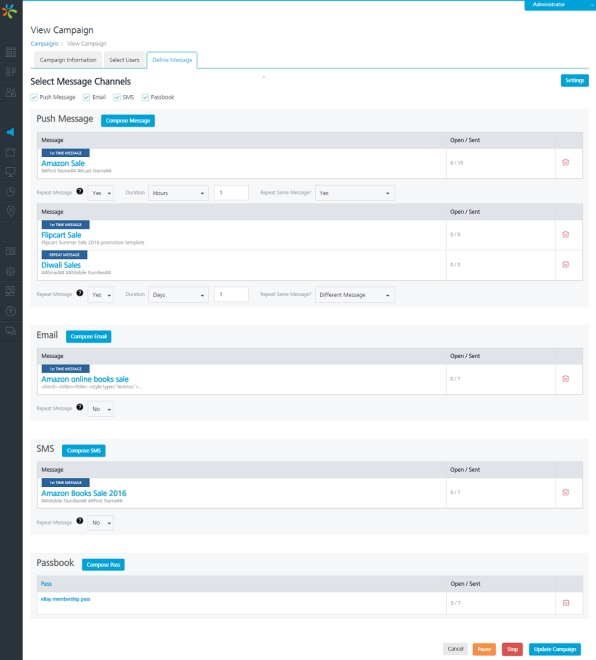 Administrator
View Campaign
Campaigns › View Campaign
Campaign Information Select Users Define Message
Select Message Channels Settings
Push Message Email SMS Passbook
Push Message Compose Message
Message Open / Sent
1st TIME MESSAGE
Amazon Sale 0 / 75
##First Name## ##Last Name##
Repeat Message ? Yes Duration Hours 1 Repeat Same Message? Yes
Message Open / Sent
1st TIME MESSAGE
Flipcart Sale 0 / 0
Flipcart Summer Sale 2016 promotion template
REPEAT MESSAGE
Diwali Sales 0 / 0
##Email## ##Mobile Number##
Repeat Message ? Yes Duration Days 1 Repeat Same Message? Different Message
Email Compose Email
Message Open / Sent
1st TIME MESSAGE
Amazon online books sale 0 / 7
<html> <title></title> <style type="text/css">...
Repeat Message ? No
SMS Compose SMS
Message Open / Sent
1st TIME MESSAGE
Amazon Books Sale 2016 0 / 7
##Mobile Number## ##First Name##
Repeat Message ? No
Passbook Compose Pass
Pass Open / Sent
eBay membership pass 0 / 7
Cancel Pause Stop Update Campaign